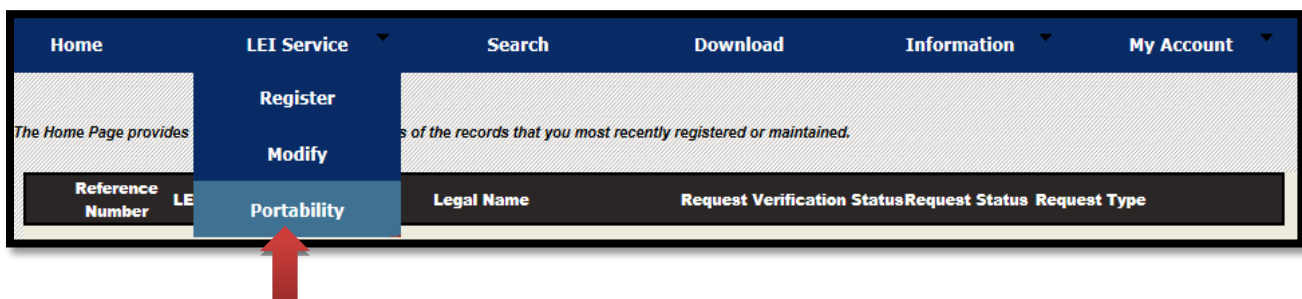 Home LEI Service Search Download Information My Account
Register
The Home Page provides of the records that you most recently registered or maintained.
Modify
Reference Number Legal Name Request Verification Status Request Status Request Type
Portability